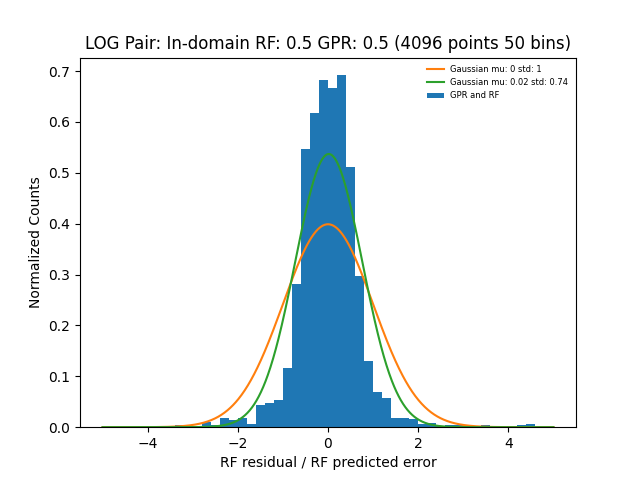 LOG Pair: In-domain RF: 0.5 GPR: 0.5 (4096 points 50 bins)
Gaussian mu: 0 std: 1
Gaussian mu: 0.02 std: 0.74
GPR and RF
Normalized Counts
0.7
0.6
0.5
0.4
0.3
0.2
0.1
0.0
−4 −2 0 2 4
RF residual / RF predicted error